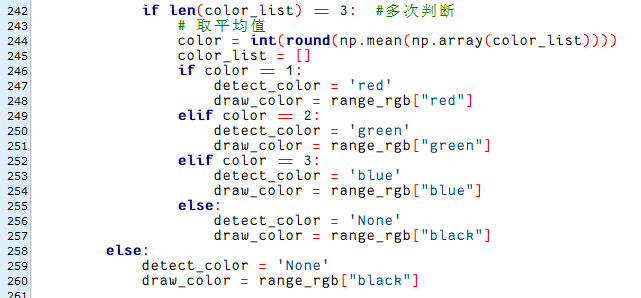 242 if len(color_list) == 3:  #多次判断
243 # 取平均值
244 color = int(round(np.mean(np.array(color_list))))
245 color_list = []
246 if color == 1:
247 detect_color = 'red'
248 draw_color = range_rgb["red"]
249 elif color == 2:
250 detect_color = 'green'
251 draw_color = range_rgb["green"]
252 elif color == 3:
253 detect_color = 'blue'
254 draw_color = range_rgb["blue"]
255 else:
256 detect_color = 'None'
257 draw_color = range_rgb["black"]
258 else:
259 detect_color = 'None'
260 draw_color = range_rgb["black"]
261